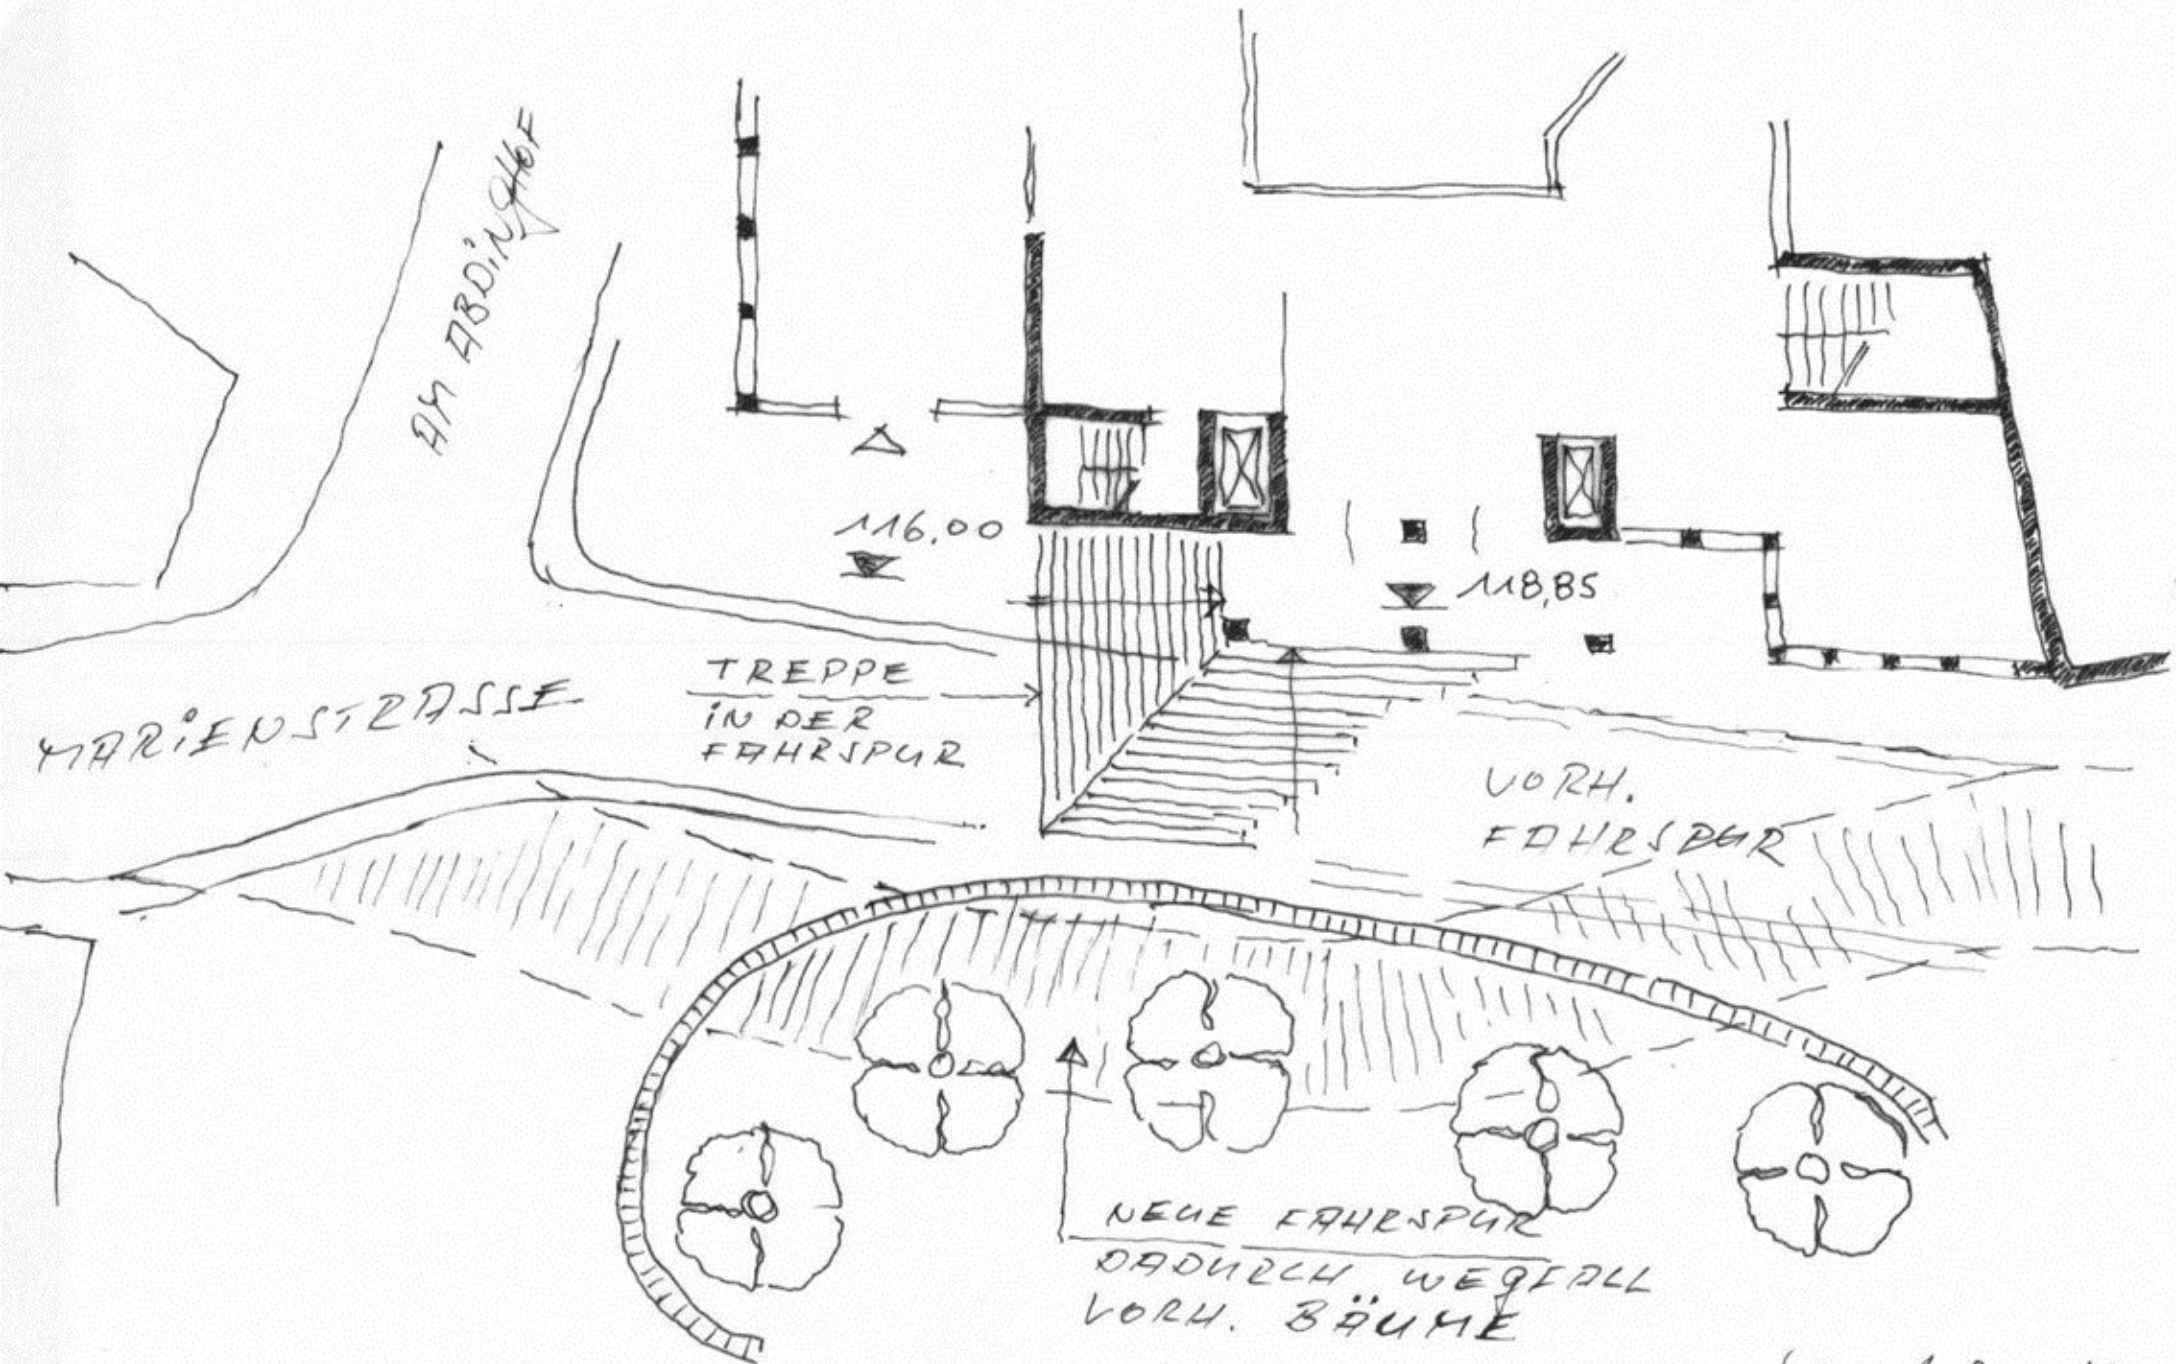 AM ABDINGHOF
116,00
118,85
MARIENSTRASSE
TREPPE
IN DER
FAHRSPUR
VORH.
FAHRSPUR
NEUE FAHRSPUR
DADURCH WEGFALL
VORH. BÄUME